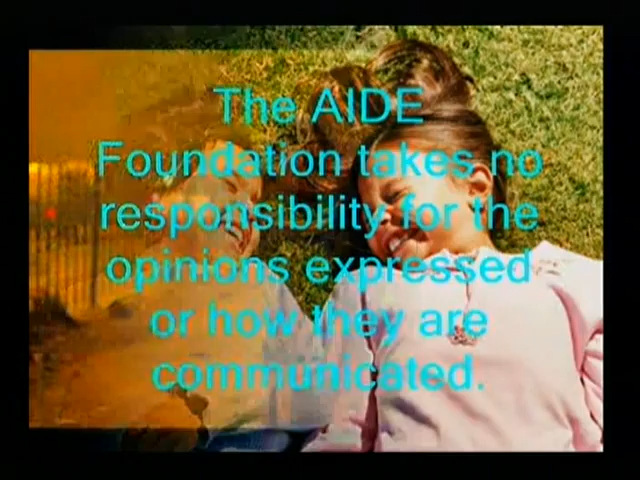 The AIDE
Foundation takes no
responsibility for the
opinions expressed
or how they are
communicated.